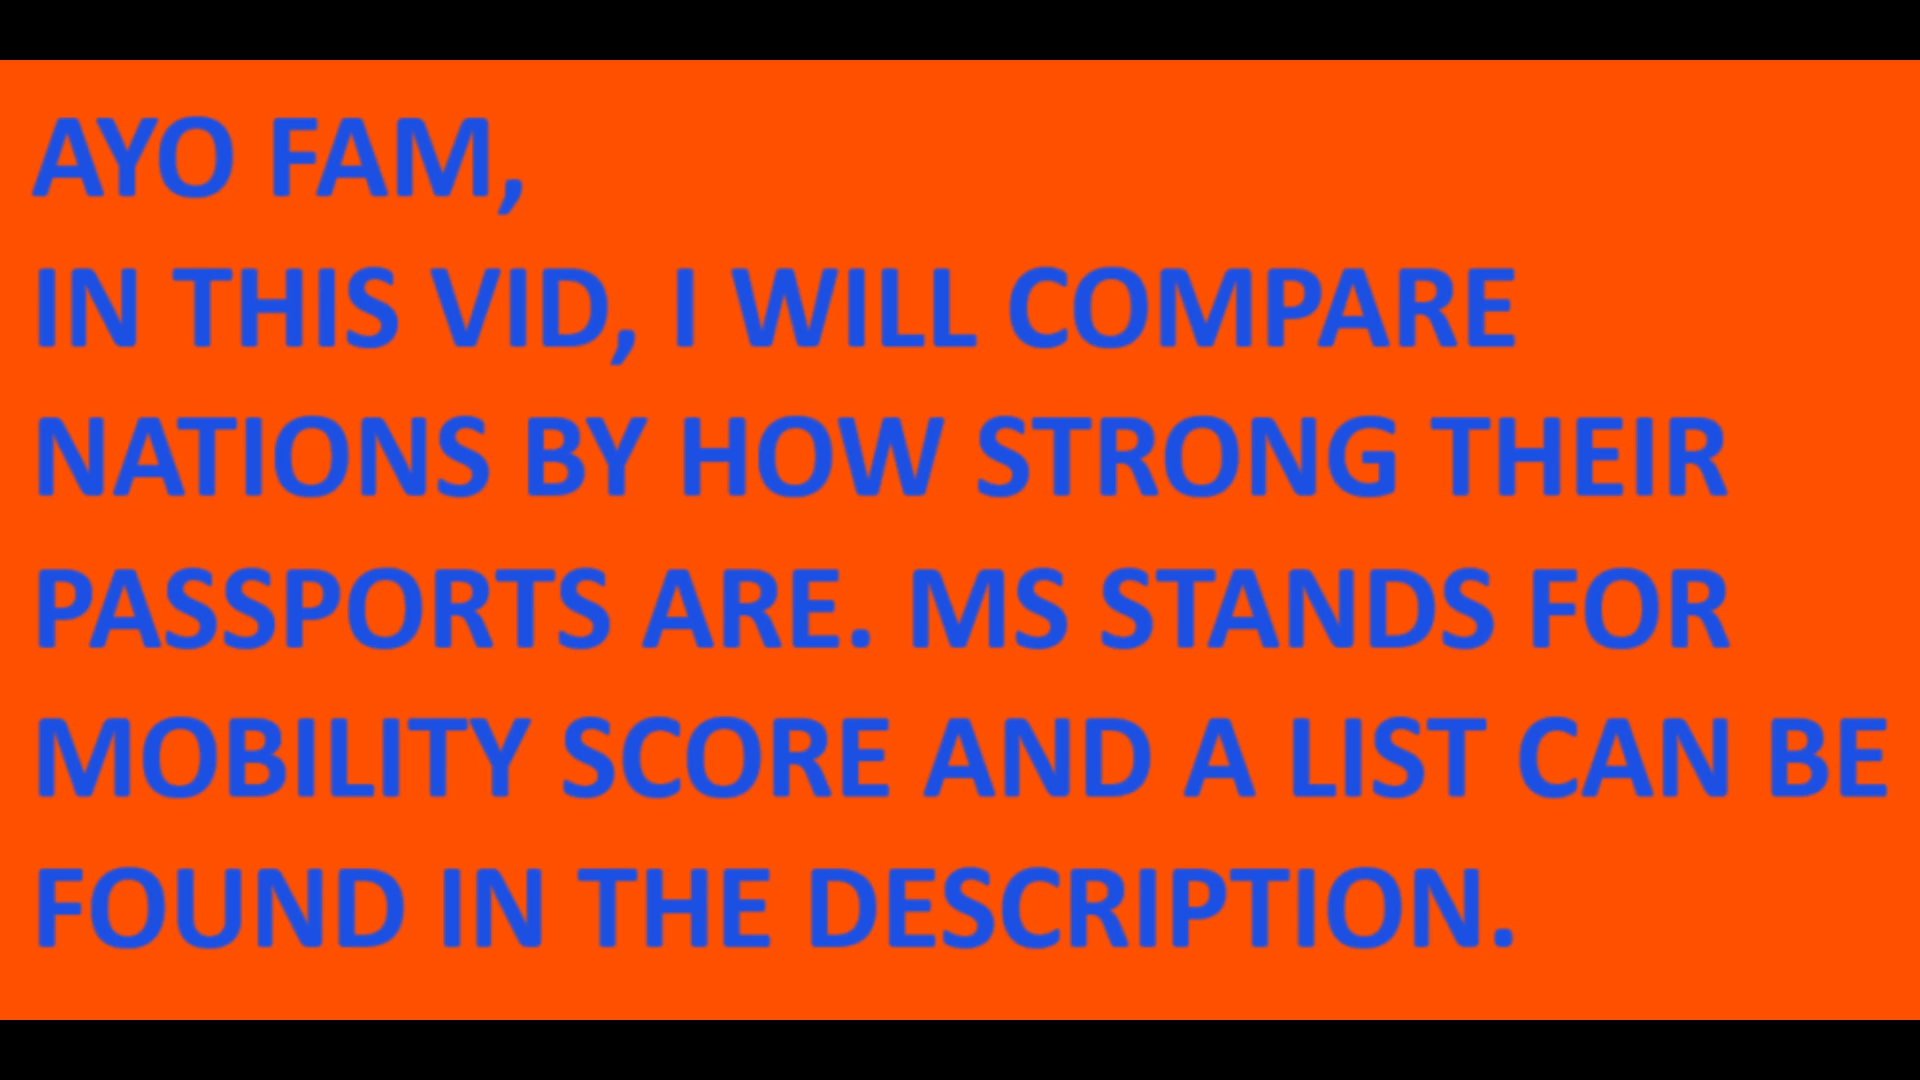 AYO FAM,
IN THIS VID, I WILL COMPARE
NATIONS BY HOW STRONG THEIR
PASSPORTS ARE. MS STANDS FOR
MOBILITY SCORE AND A LIST CAN BE
FOUND IN THE DESCRIPTION.